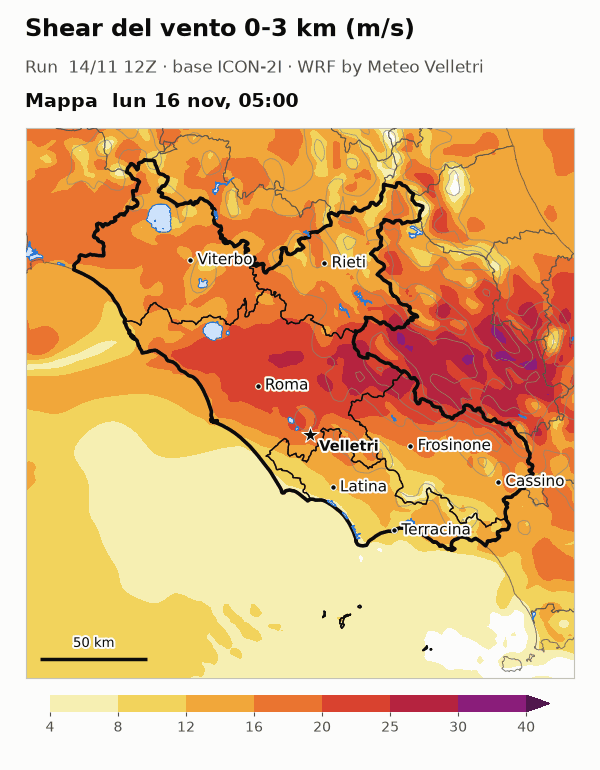 Shear del vento 0-3 km (m/s)
Run  14/11 12Z · base ICON-2I · WRF by Meteo Velletri
Mappa  lun 16 nov, 05:00
Viterbo
Rieti
Roma
Velletri
Frosinone
Latina
Cassino
Terracina
50 km
4 8 12 16 20 25 30 40